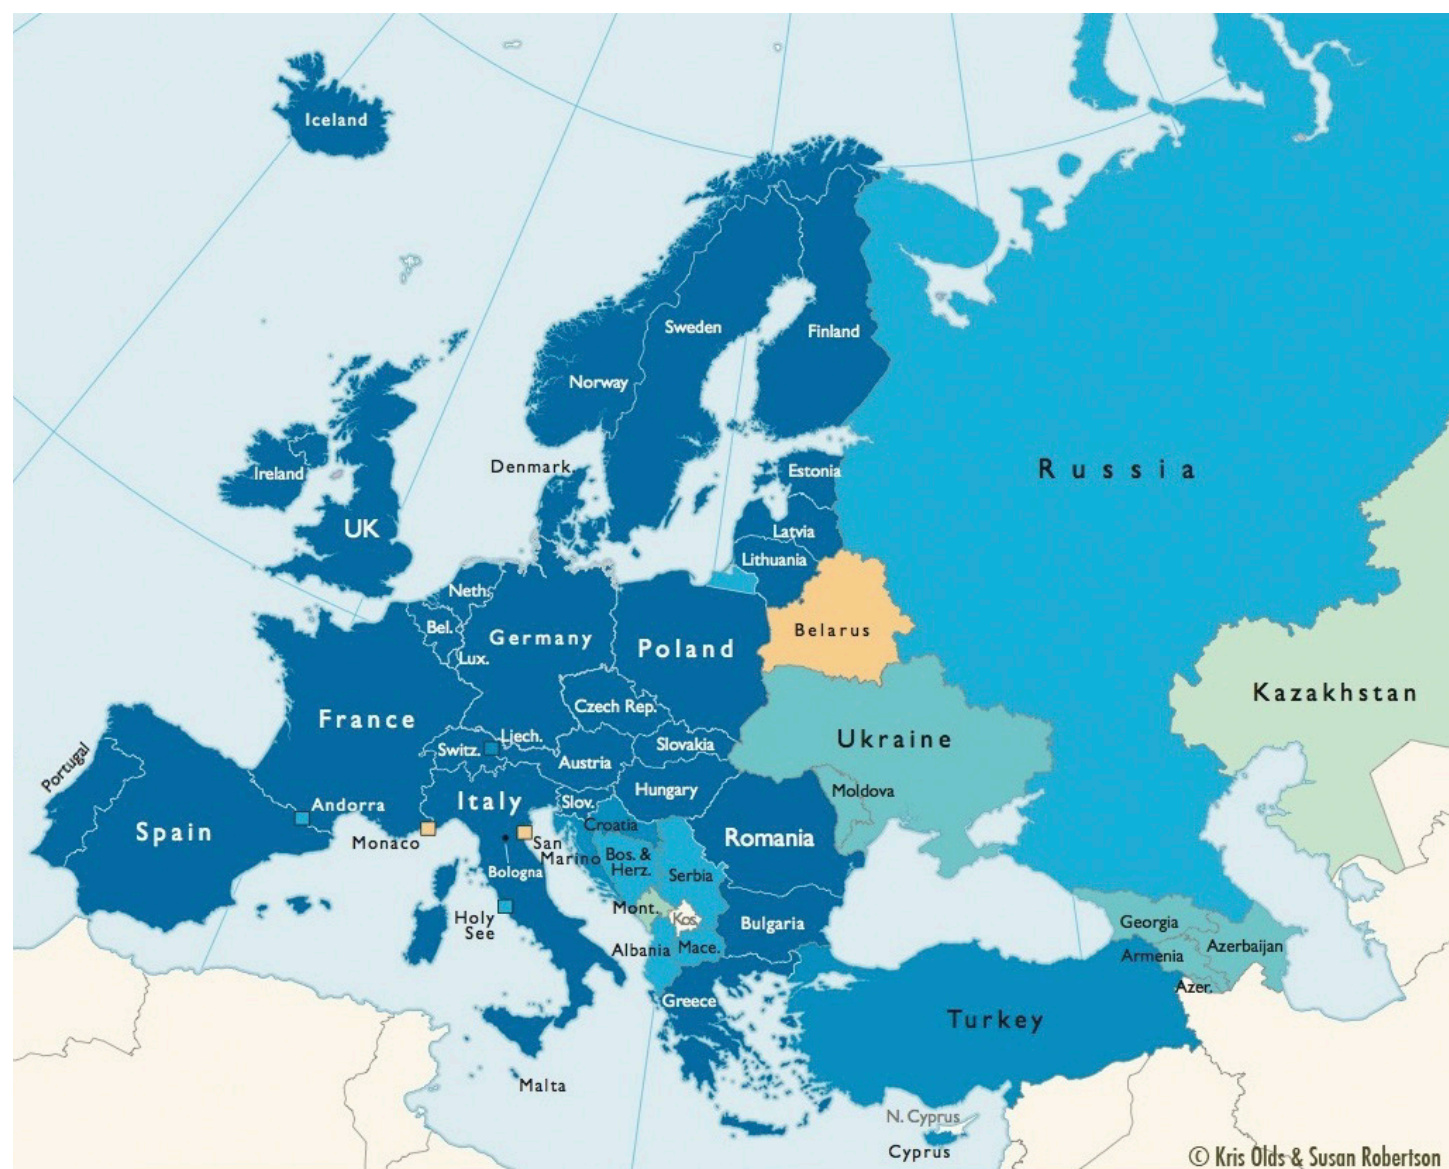 Iceland
Sweden
Finland
Norway
Denmark
Estonia
Russia
Ireland
UK
Latvia
Lithuania
Neth.
Bel.
Germany
Belarus
Poland
Lux.
Kazakhstan
Czech Rep.
France
Ukraine
Liech.
Switz.
Slovakia
Portugal
Austria
Hungary
Moldova
Andorra
Italy
Slov.
Spain
Croatia
Monaco
San
Marino
Romania
Bos. &
Herz.
Bologna
Serbia
Mont.
Kos.
Holy
See
Bulgaria
Georgia
Albania
Mace.
Azerbaijan
Armenia
Azer.
Greece
Turkey
Malta
N. Cyprus
Cyprus
© Kris Olds & Susan Robertson